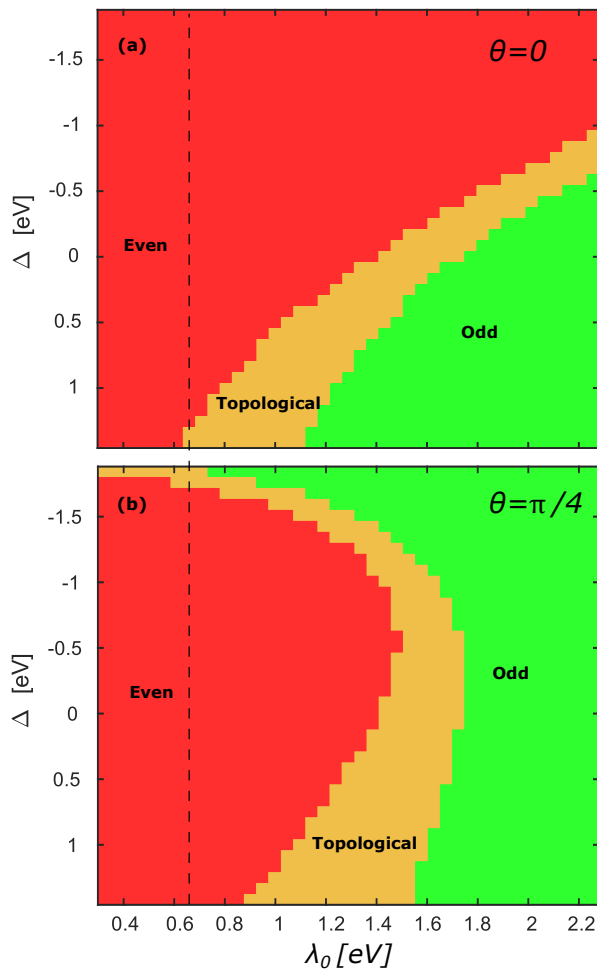 (a)
θ=0
-1.5
-1
-0.5
0
0.5
1
Δ [eV]
Even
Odd
Topological
(b)
θ=π/4
-1.5
-1
-0.5
0
0.5
1
Δ [eV]
Even
Odd
Topological
0.4 0.6 0.8 1 1.2 1.4 1.6 1.8 2 2.2
λ0 [eV]